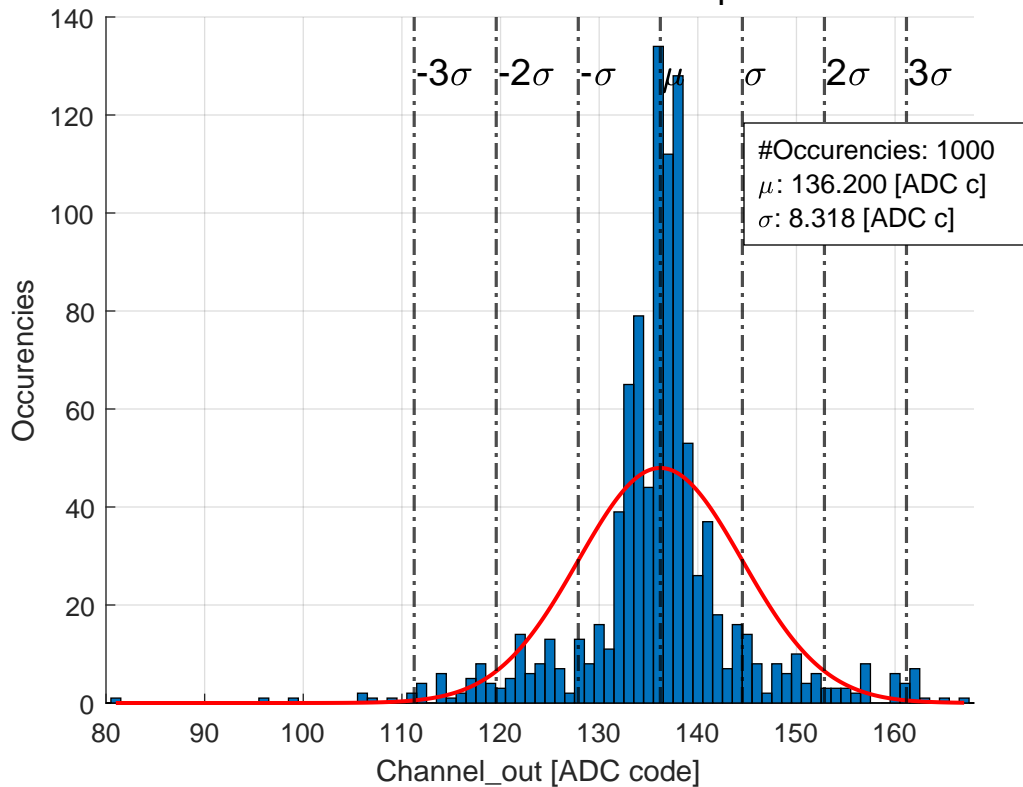 140
120
100
80
60
40
20
0
80 90 100 110 120 130 140 150 160
Occurencies
Channel_out [ADC code]
-3σ -2σ -σ μ σ 2σ 3σ
#Occurencies: 1000
μ: 136.200 [ADC c]
σ: 8.318 [ADC c]